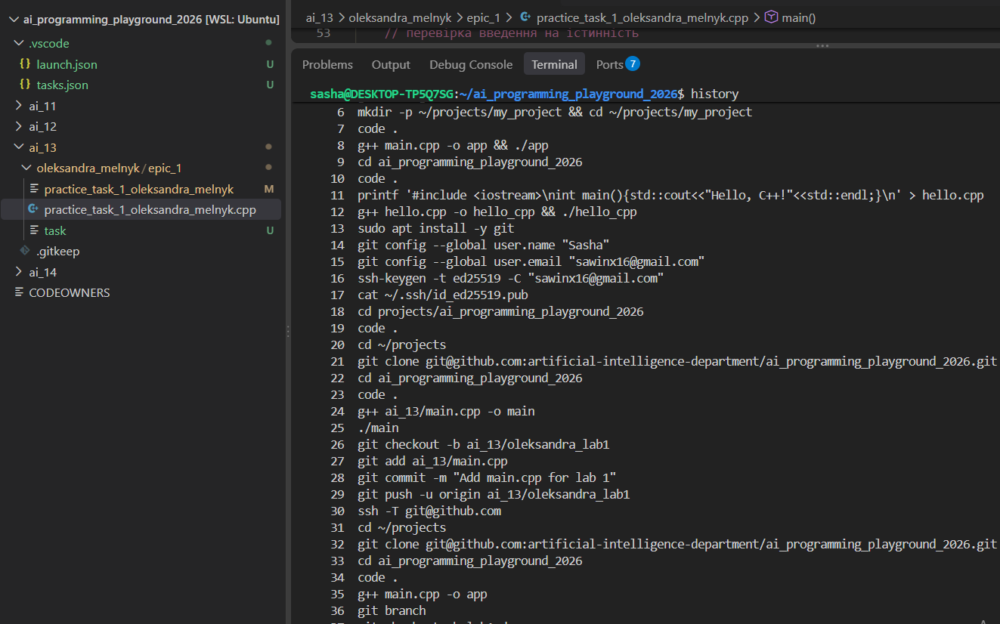 ai_programming_playground_2026 [WSL: Ubuntu]
.vscode
{} launch.json U
{} tasks.json U
ai_11
ai_12
ai_13
oleksandra_melnyk/epic_1
practice_task_1_oleksandra_melnyk M
practice_task_1_oleksandra_melnyk.cpp
task U
.gitkeep
ai_14
CODEOWNERS
ai_13 > oleksandra_melnyk > epic_1 > practice_task_1_oleksandra_melnyk.cpp > main()
53 // перевірка введення на істинність
Problems Output Debug Console Terminal Ports 7
sasha@DESKTOP-TP5Q7SG:~/ai_programming_playground_2026$ history
6 mkdir -p ~/projects/my_project && cd ~/projects/my_project
7 code .
8 g++ main.cpp -o app && ./app
9 cd ai_programming_playground_2026
10 code .
11 printf '#include <iostream>\nint main(){std::cout<<"Hello, C++!"<<std::endl;}\n' > hello.cpp
12 g++ hello.cpp -o hello_cpp && ./hello_cpp
13 sudo apt install -y git
14 git config --global user.name "Sasha"
15 git config --global user.email "sawinx16@gmail.com"
16 ssh-keygen -t ed25519 -C "sawinx16@gmail.com"
17 cat ~/.ssh/id_ed25519.pub
18 cd projects/ai_programming_playground_2026
19 code .
20 cd ~/projects
21 git clone git@github.com:artificial-intelligence-department/ai_programming_playground_2026.git
22 cd ai_programming_playground_2026
23 code .
24 g++ ai_13/main.cpp -o main
25 ./main
26 git checkout -b ai_13/oleksandra_lab1
27 git add ai_13/main.cpp
28 git commit -m "Add main.cpp for lab 1"
29 git push -u origin ai_13/oleksandra_lab1
30 ssh -T git@github.com
31 cd ~/projects
32 git clone git@github.com:artificial-intelligence-department/ai_programming_playground_2026.git
33 cd ai_programming_playground_2026
34 code .
35 g++ main.cpp -o app
36 git branch